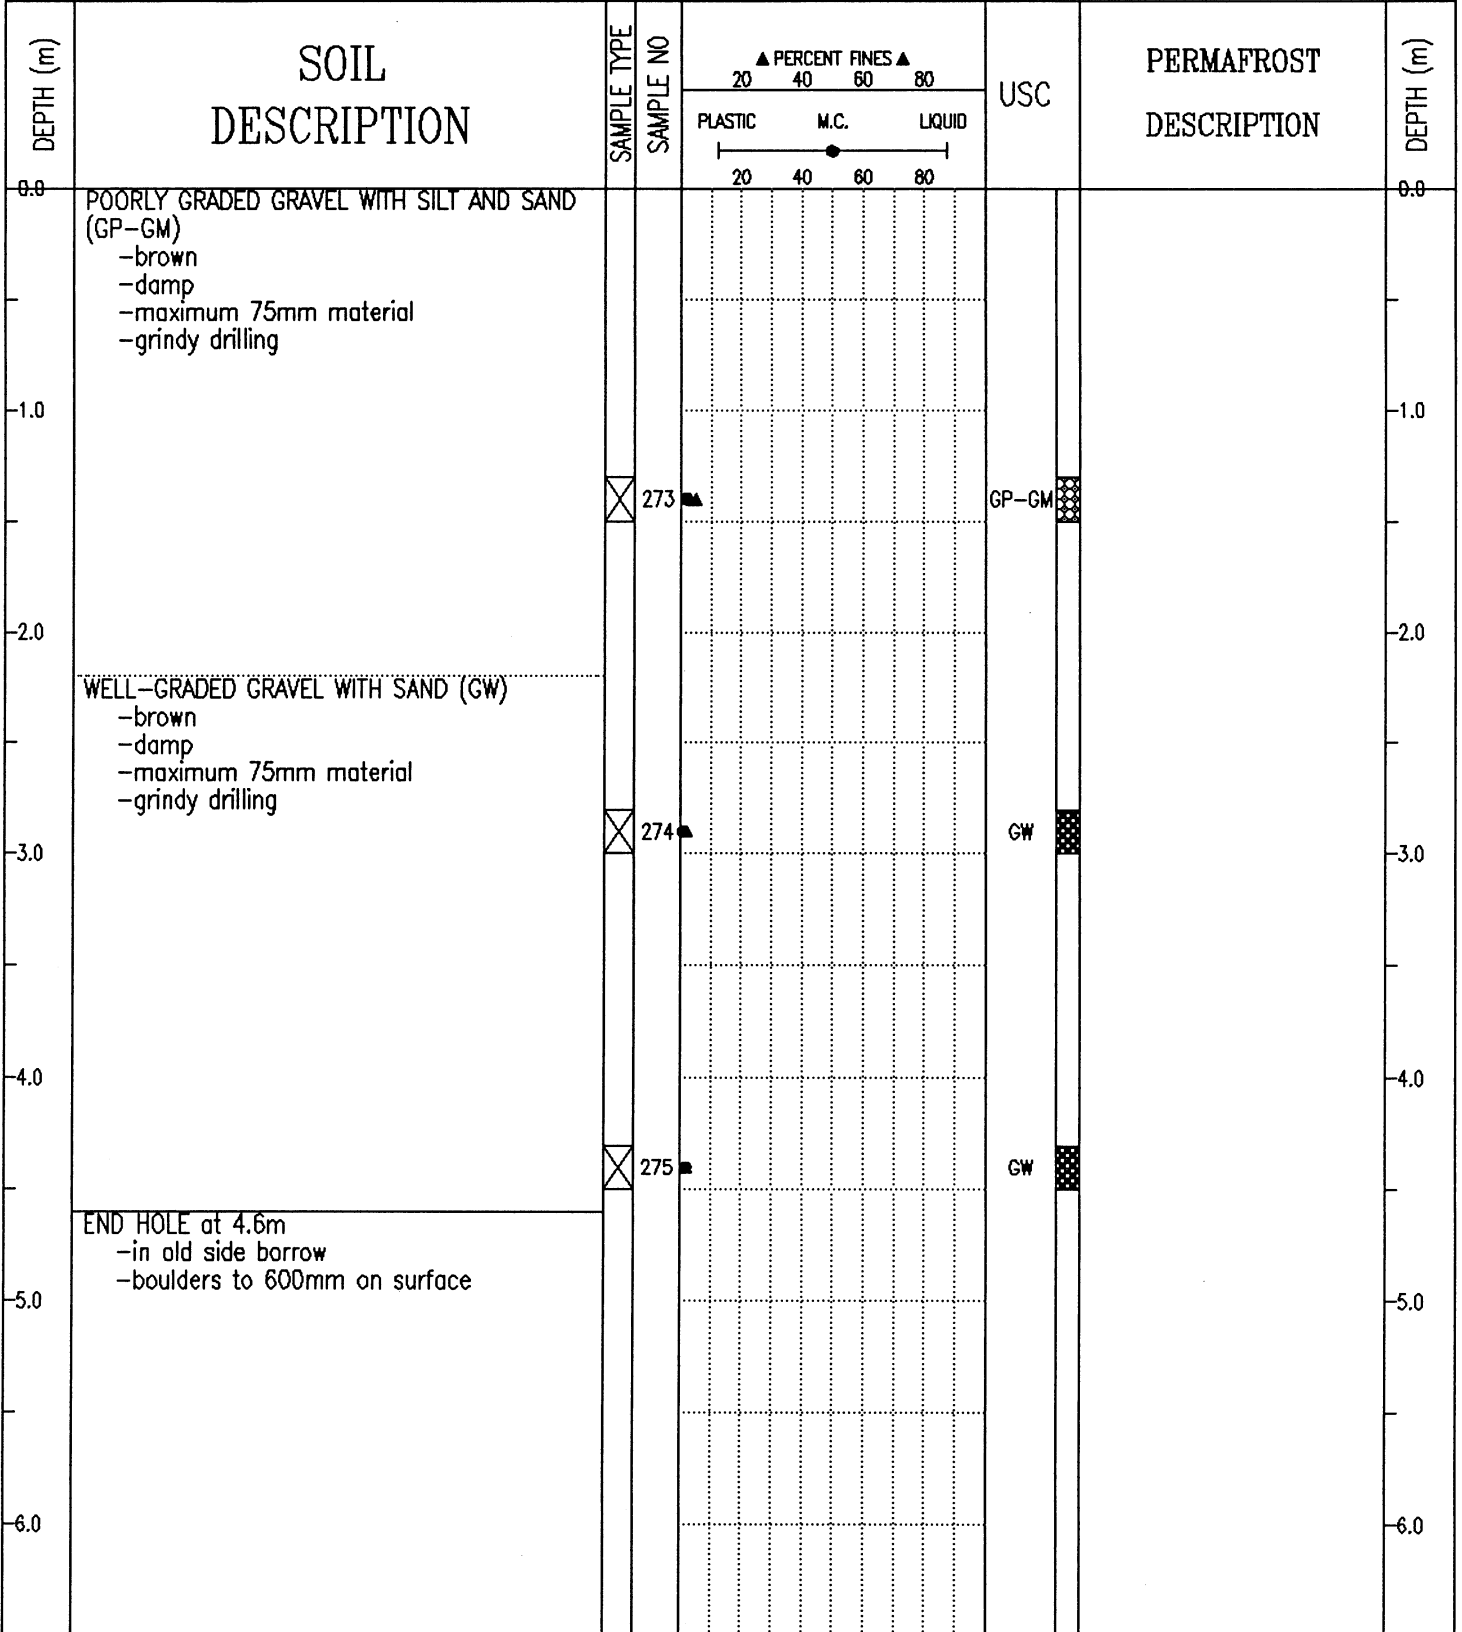 DEPTH (m)
SOIL
DESCRIPTION
SAMPLE TYPE
SAMPLE NO
▲ PERCENT FINES ▲
20 40 60 80
PLASTIC M.C. LIQUID
20 40 60 80
USC
PERMAFROST
DESCRIPTION
DEPTH (m)
0.0 0.0
POORLY GRADED GRAVEL WITH SILT AND SAND
(GP-GM)
-brown
-damp
-maximum 75mm material
-grindy drilling
1.0 1.0
273 GP-GM
2.0 2.0
WELL-GRADED GRAVEL WITH SAND (GW)
-brown
-damp
-maximum 75mm material
-grindy drilling
274 GW
3.0 3.0
4.0 4.0
275 GW
END HOLE at 4.6m
-in old side borrow
-boulders to 600mm on surface
5.0 5.0
6.0 6.0